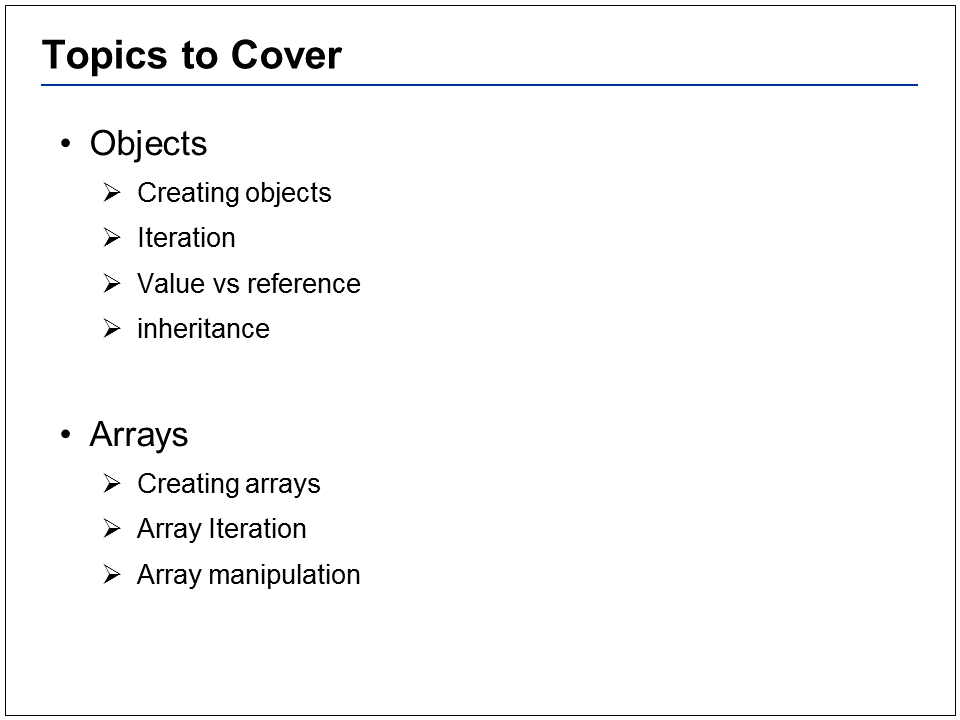 Topics to Cover
• Objects
➢ Creating objects
➢ Iteration
➢ Value vs reference
➢ inheritance
• Arrays
➢ Creating arrays
➢ Array Iteration
➢ Array manipulation